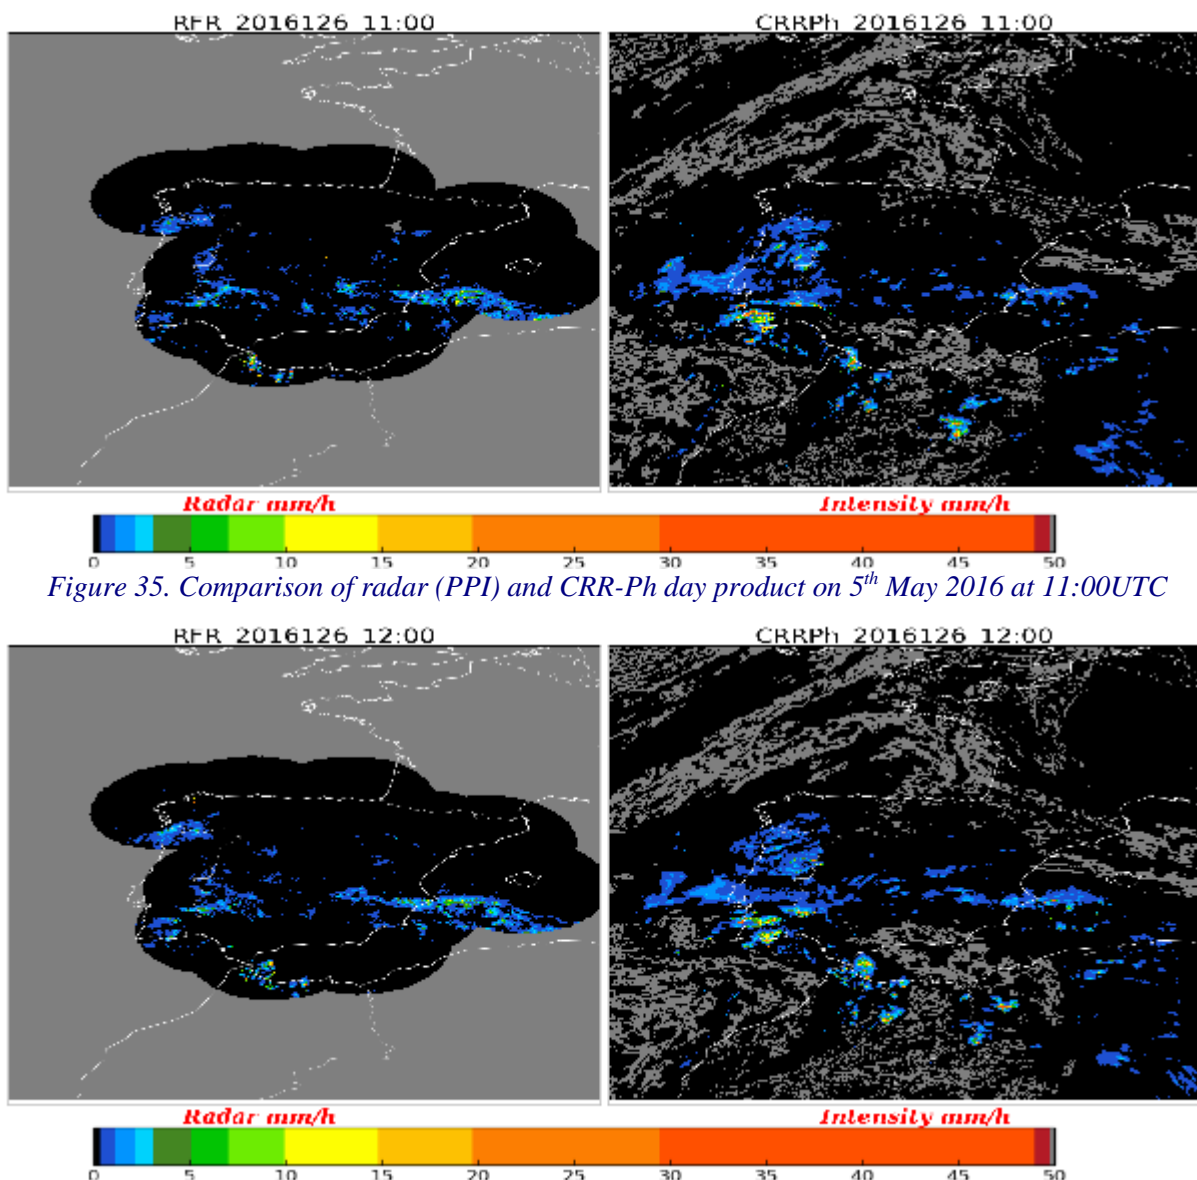 RFR 2016126 11:00 CRRPh 2016126 11:00
Radar mm/h Intensity mm/h
0 5 10 15 20 25 30 35 40 45 50
Figure 35. Comparison of radar (PPI) and CRR-Ph day product on 5th May 2016 at 11:00UTC
RFR 2016126 12:00 CRRPh 2016126 12:00
Radar mm/h Intensity mm/h
0 5 10 15 20 25 30 35 40 45 50